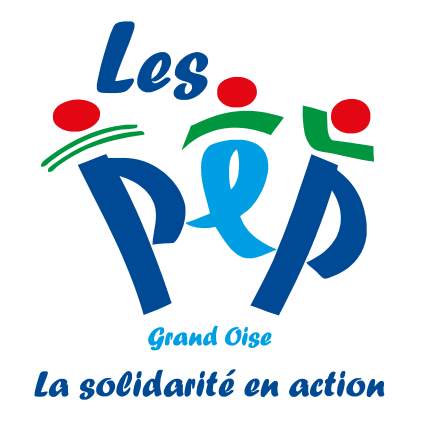 Les
pep
Grand Oise
La solidarité en action